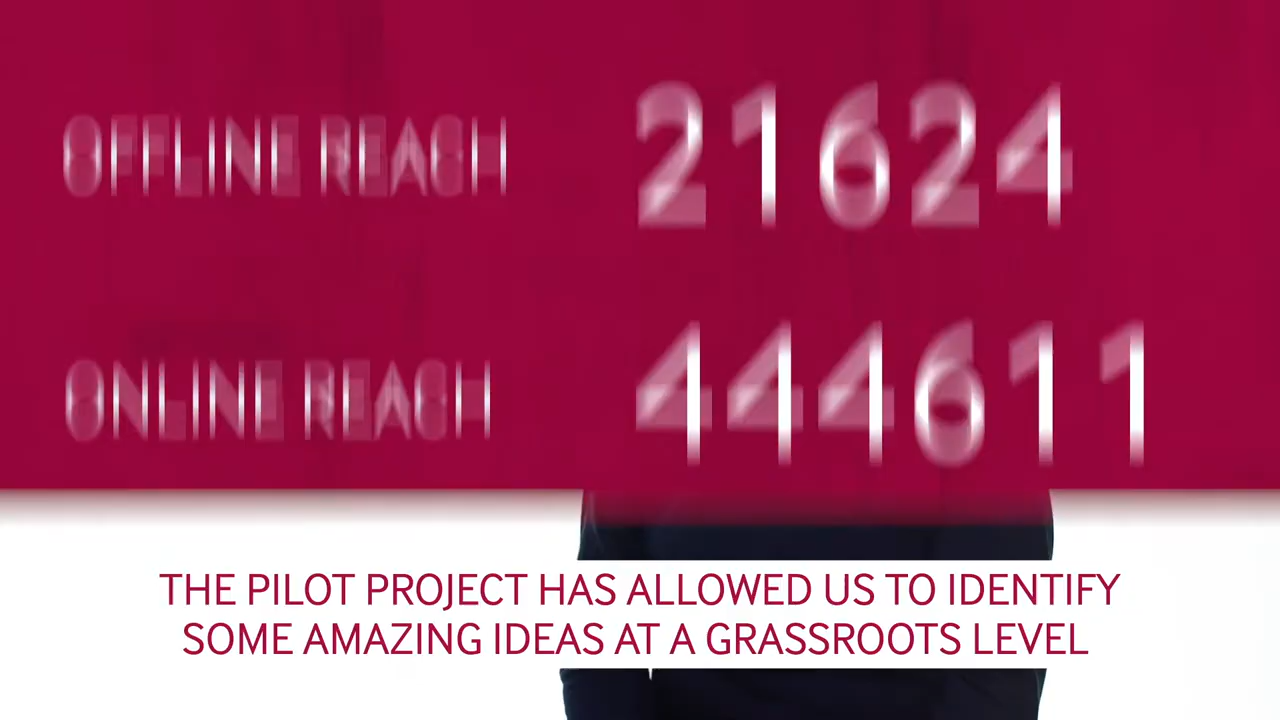 OFFLINE REACH 21624
ONLINE REACH 444611
THE PILOT PROJECT HAS ALLOWED US TO IDENTIFY
SOME AMAZING IDEAS AT A GRASSROOTS LEVEL